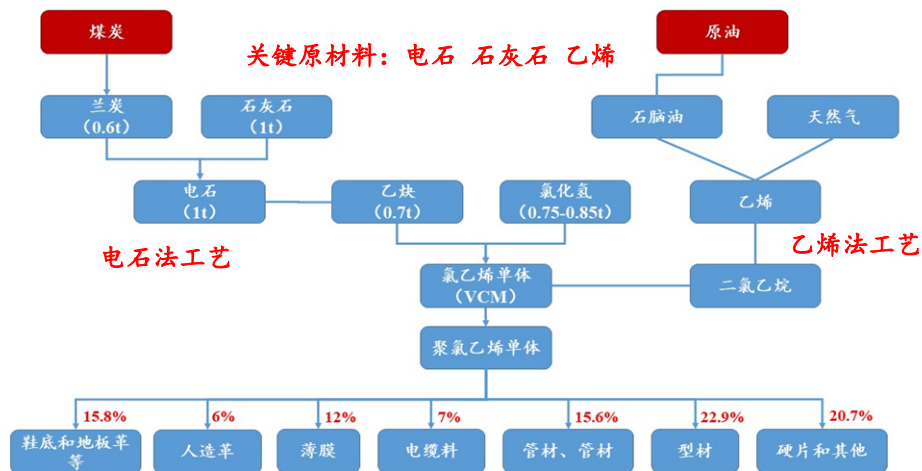 煤炭
关键原材料：电石 石灰石 乙烯
原油
兰炭
（0.6t）
石灰石
（1t）
石脑油
天然气
电石
（1t）
乙炔
（0.7t）
氯化氢
（0.75-0.85t）
乙烯
电石法工艺
乙烯法工艺
氯乙烯单体
（VCM）
二氯乙烷
聚氯乙烯单体
15.8%
6%
12%
7%
15.6%
22.9%
20.7%
鞋底和地板革
等
人造革
薄膜
电缆料
管材、管材
型材
硬片和其他